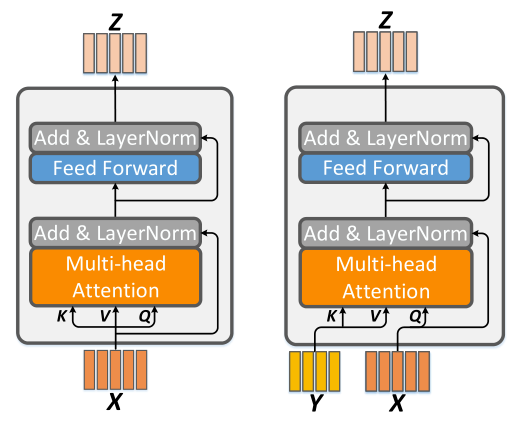 Z
Add & LayerNorm
Feed Forward
Add & LayerNorm
Multi-head
Attention
K V Q
X
Z
Add & LayerNorm
Feed Forward
Add & LayerNorm
Multi-head
Attention
K V Q
Y X